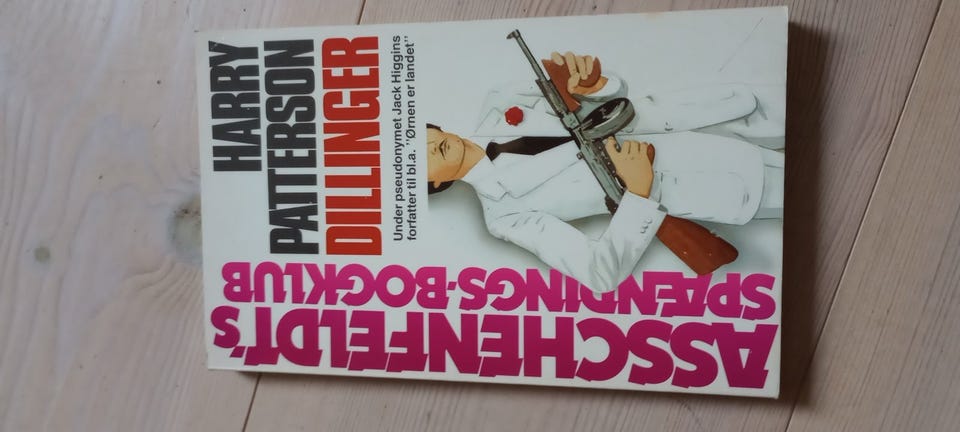 HARRY
PATTERSON
DILLINGER
Under pseudonymet Jack Higgins
forfatter til bl.a. "Ørnen er landet"
ASSCHENFELDT's
SPÆNDINGS-BOGKLUB